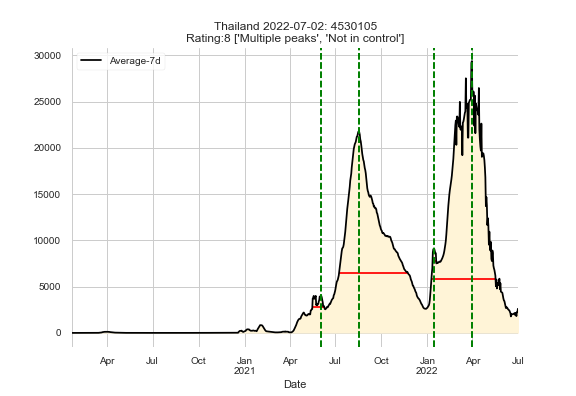 Thailand 2022-07-02: 4530105
Rating:8 ['Multiple peaks', 'Not in control']
Average-7d
30000
25000
20000
15000
10000
5000
0
Apr Jul Oct Jan Apr Jul Oct Jan Apr Jul
2021 2022
Date